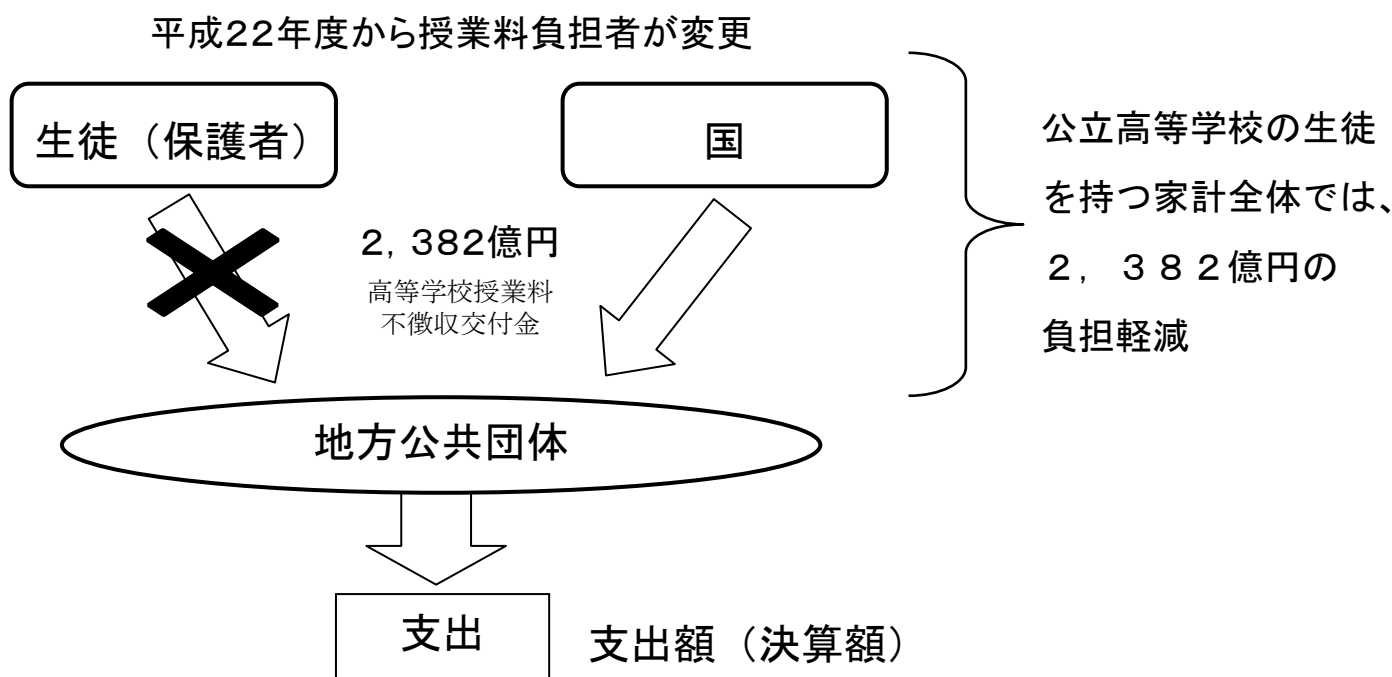 平成22年度から授業料負担者が変更
生徒（保護者）
国
2，382億円
高等学校授業料
不徴収交付金
公立高等学校の生徒
を持つ家計全体では、
2，382億円の
負担軽減
地方公共団体
支出
支出額（決算額）